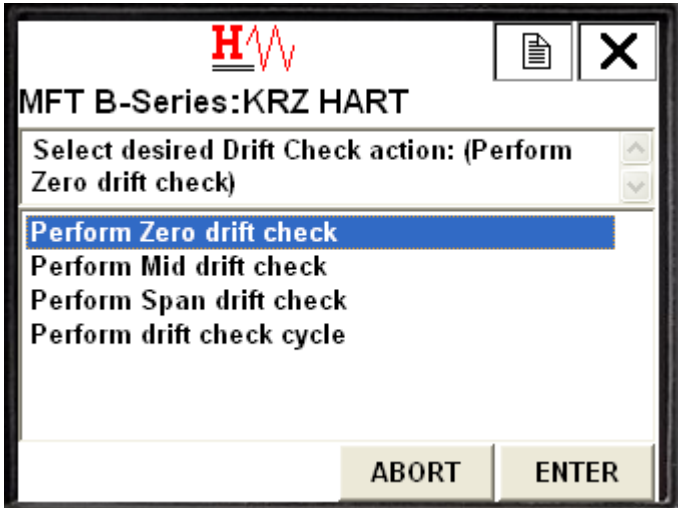 H
MFT B-Series:KRZ HART
Select desired Drift Check action: (Perform
Zero drift check)
Perform Zero drift check
Perform Mid drift check
Perform Span drift check
Perform drift check cycle
ABORT
ENTER